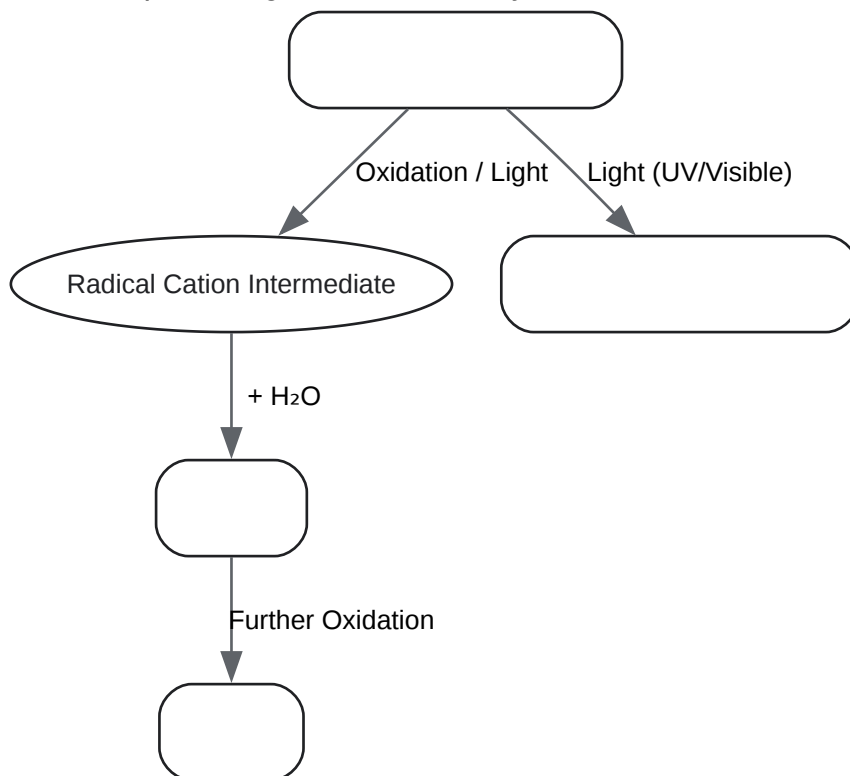 Oxidation / Light
Light (UV/Visible)
Radical Cation Intermediate
+ H₂O
Further Oxidation